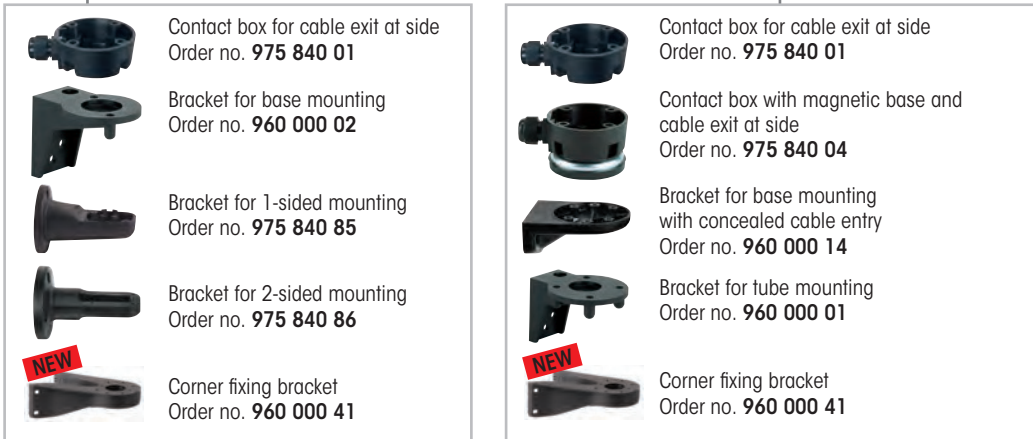 Contact box for cable exit at side
Order no. 975 840 01
Bracket for base mounting
Order no. 960 000 02
Bracket for 1-sided mounting
Order no. 975 840 85
Bracket for 2-sided mounting
Order no. 975 840 86
NEW
Corner fixing bracket
Order no. 960 000 41
Contact box for cable exit at side
Order no. 975 840 01
Contact box with magnetic base and
cable exit at side
Order no. 975 840 04
Bracket for base mounting
with concealed cable entry
Order no. 960 000 14
Bracket for tube mounting
Order no. 960 000 01
NEW
Corner fixing bracket
Order no. 960 000 41